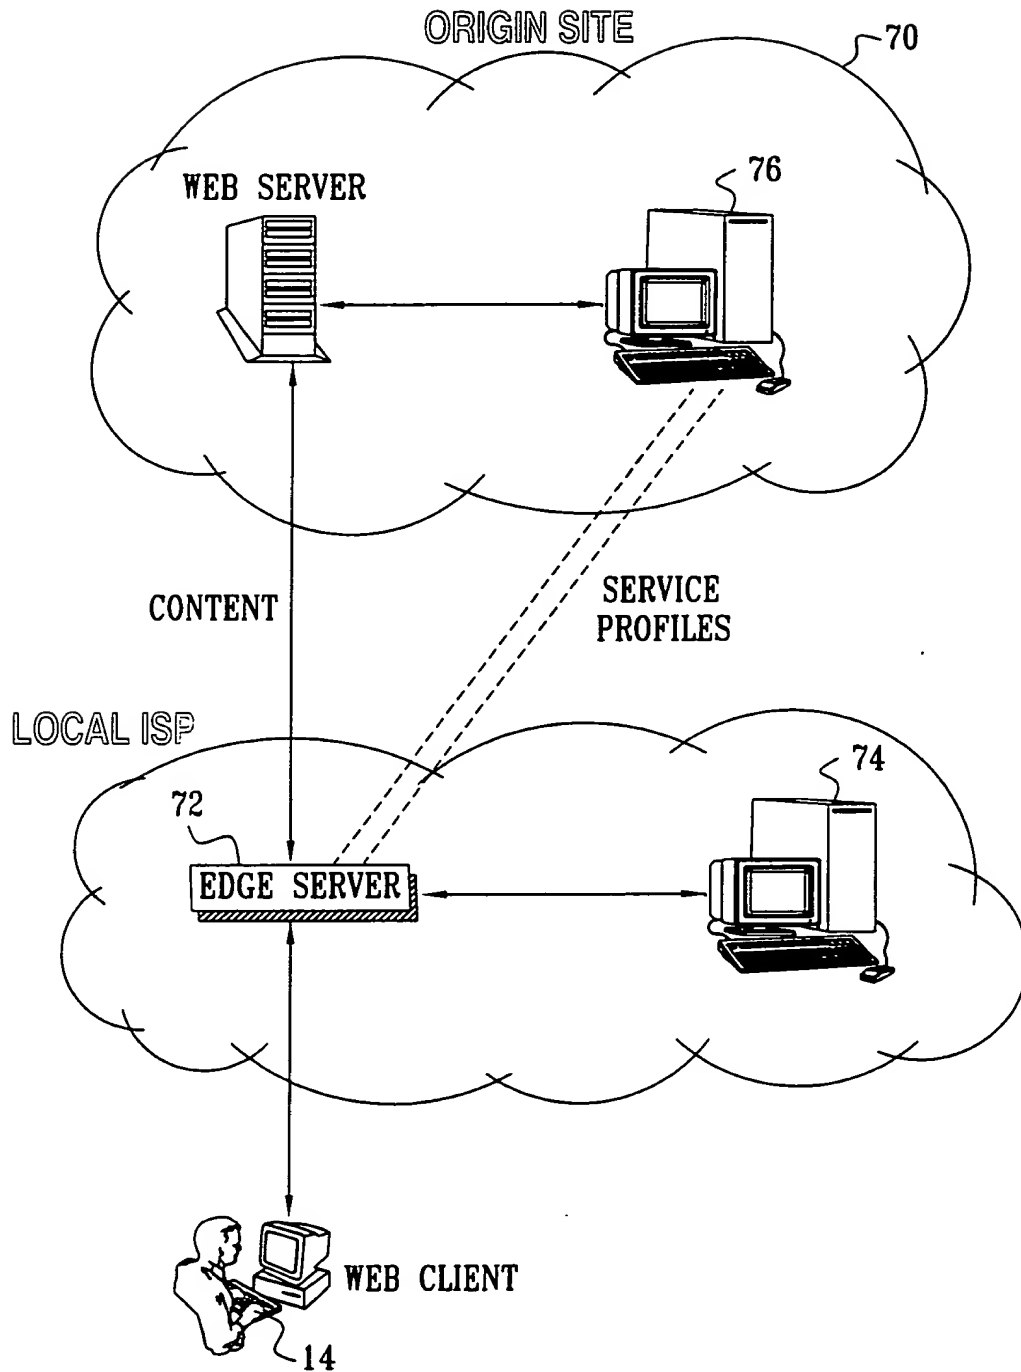 ORIGIN SITE
70
WEB SERVER
76
CONTENT
SERVICE
PROFILES
LOCAL ISP
74
72
EDGE SERVER
WEB CLIENT
14